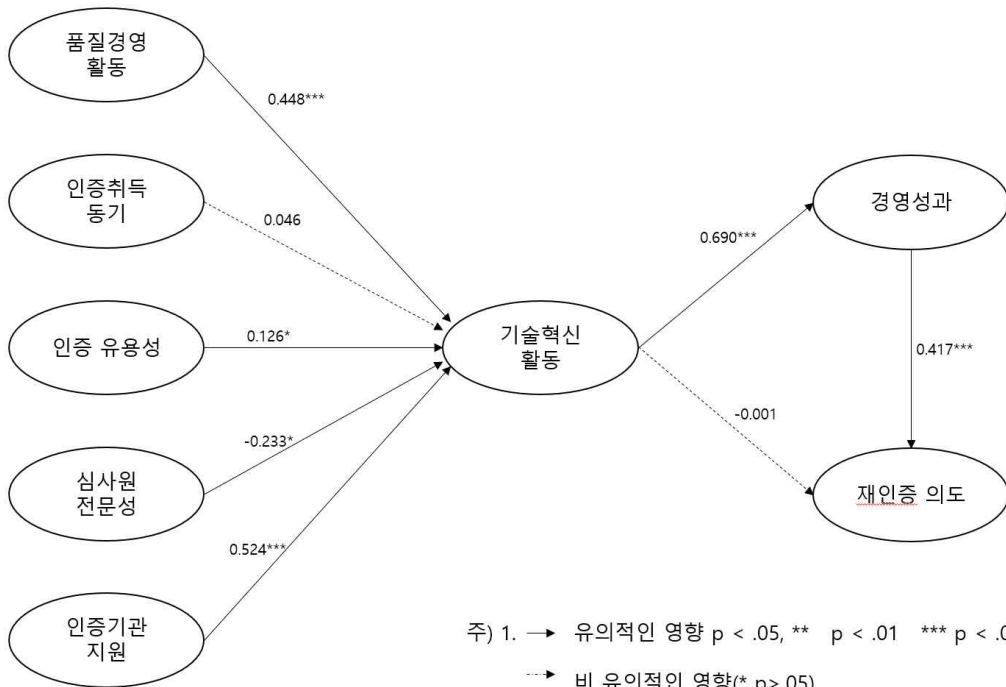 품질경영
활동
0.448***
인증취득
동기
0.046
경영성과
0.690***
인증 유용성
0.126*
기술혁신
활동
0.417***
-0.001
-0.233*
심사원
전문성
재인증 의도
0.524***
인증기관
지원
주) 1. → 유의적인 영향 p < .05, ** p < .01 *** p < .0
비 유의적인 영향(* p>.05)